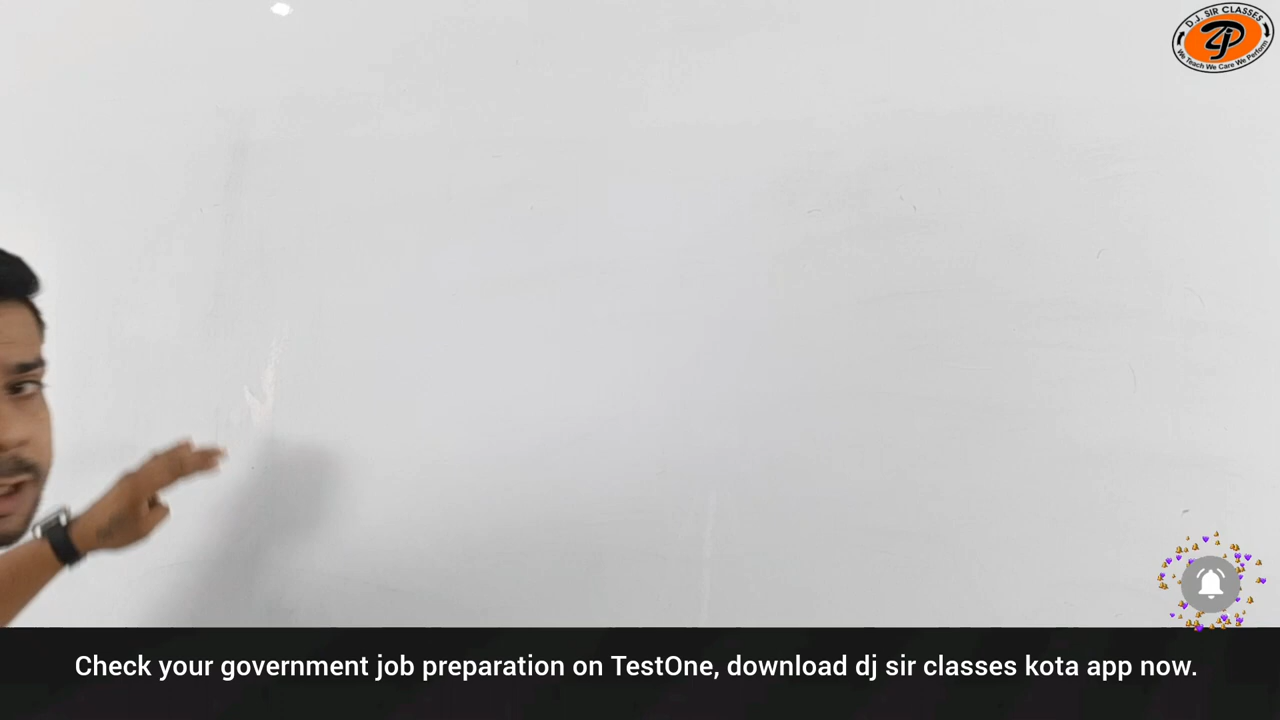 D.J. SIR CLASSES
We Teach We Care We Perform
Check your government job preparation on TestOne, download dj sir classes kota app now.